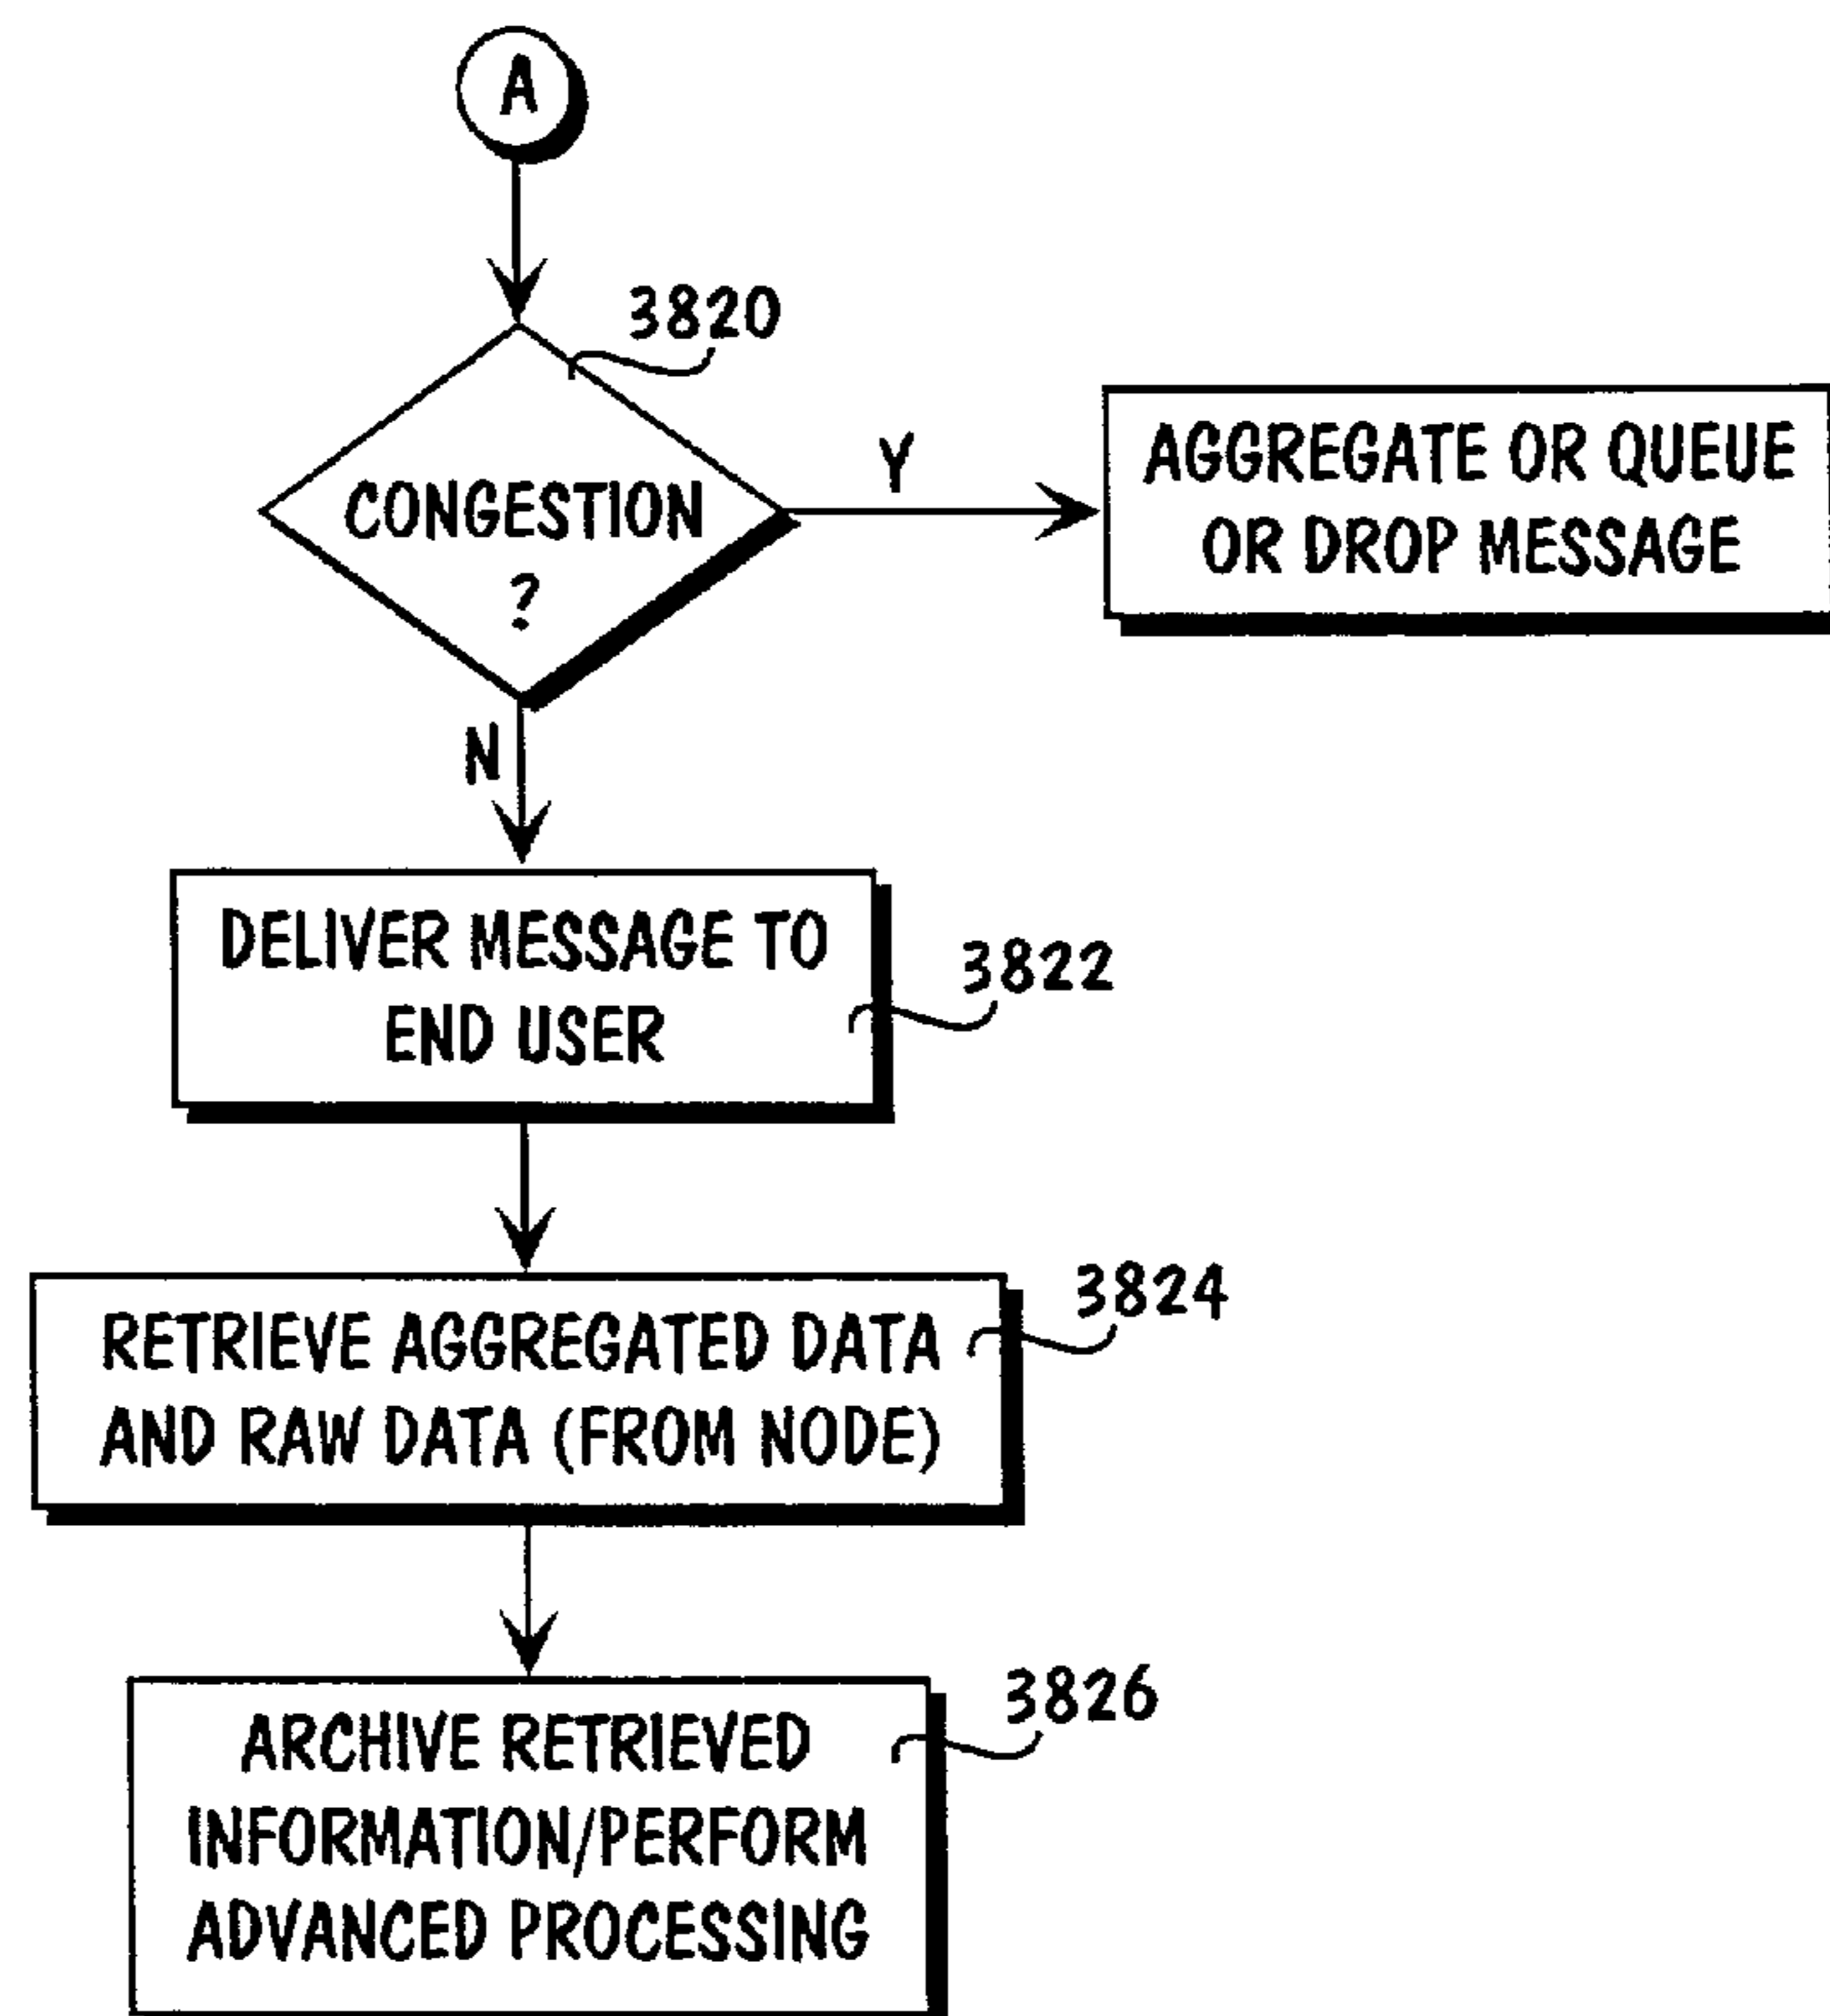 A
3820
CONGESTION
?
Y
AGGREGATE OR QUEUE
OR DROP MESSAGE
N
DELIVER MESSAGE TO
END USER
3822
RETRIEVE AGGREGATED DATA
AND RAW DATA (FROM NODE)
3824
ARCHIVE RETRIEVED
INFORMATION/PERFORM
ADVANCED PROCESSING
3826